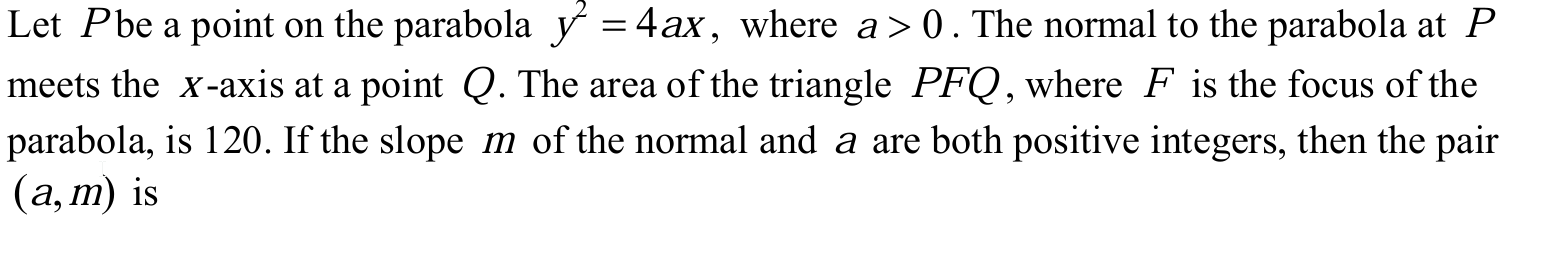 Let P be a point on the parabola y² = 4ax, where a > 0. The normal to the parabola at P
meets the x-axis at a point Q. The area of the triangle PFQ, where F is the focus of the
parabola, is 120. If the slope m of the normal and a are both positive integers, then the pair
(a, m) is